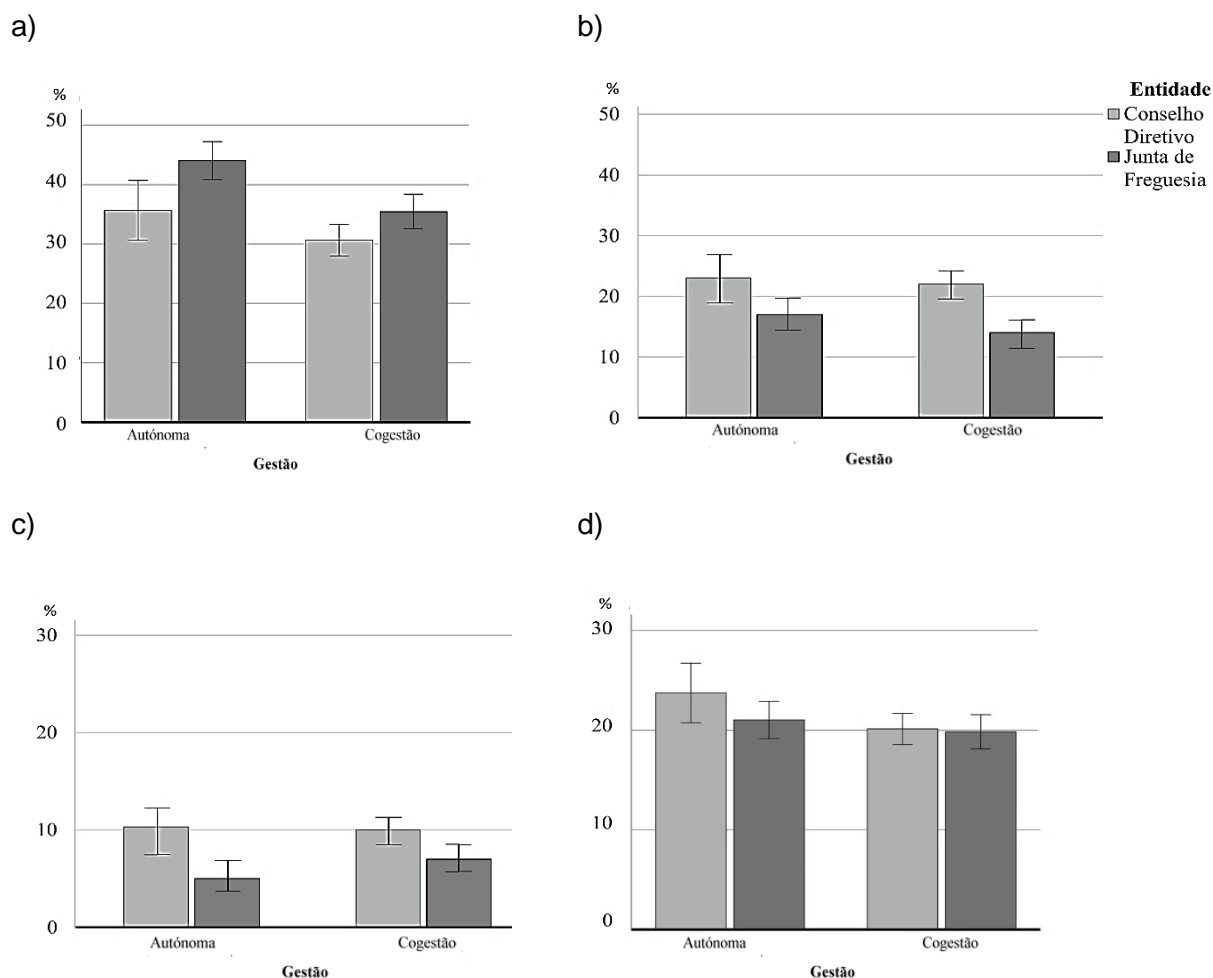 a)
%
50
40
30
20
10
0
Autónoma
Cogestão
Gestão
b)
%
50
40
30
20
10
0
Autónoma
Cogestão
Gestão
Entidade
Conselho
Diretivo
Junta de
Freguesia
c)
%
30
20
10
0
Autónoma
Cogestão
Gestão
d)
%
30
20
10
0
Autónoma
Cogestão
Gestão